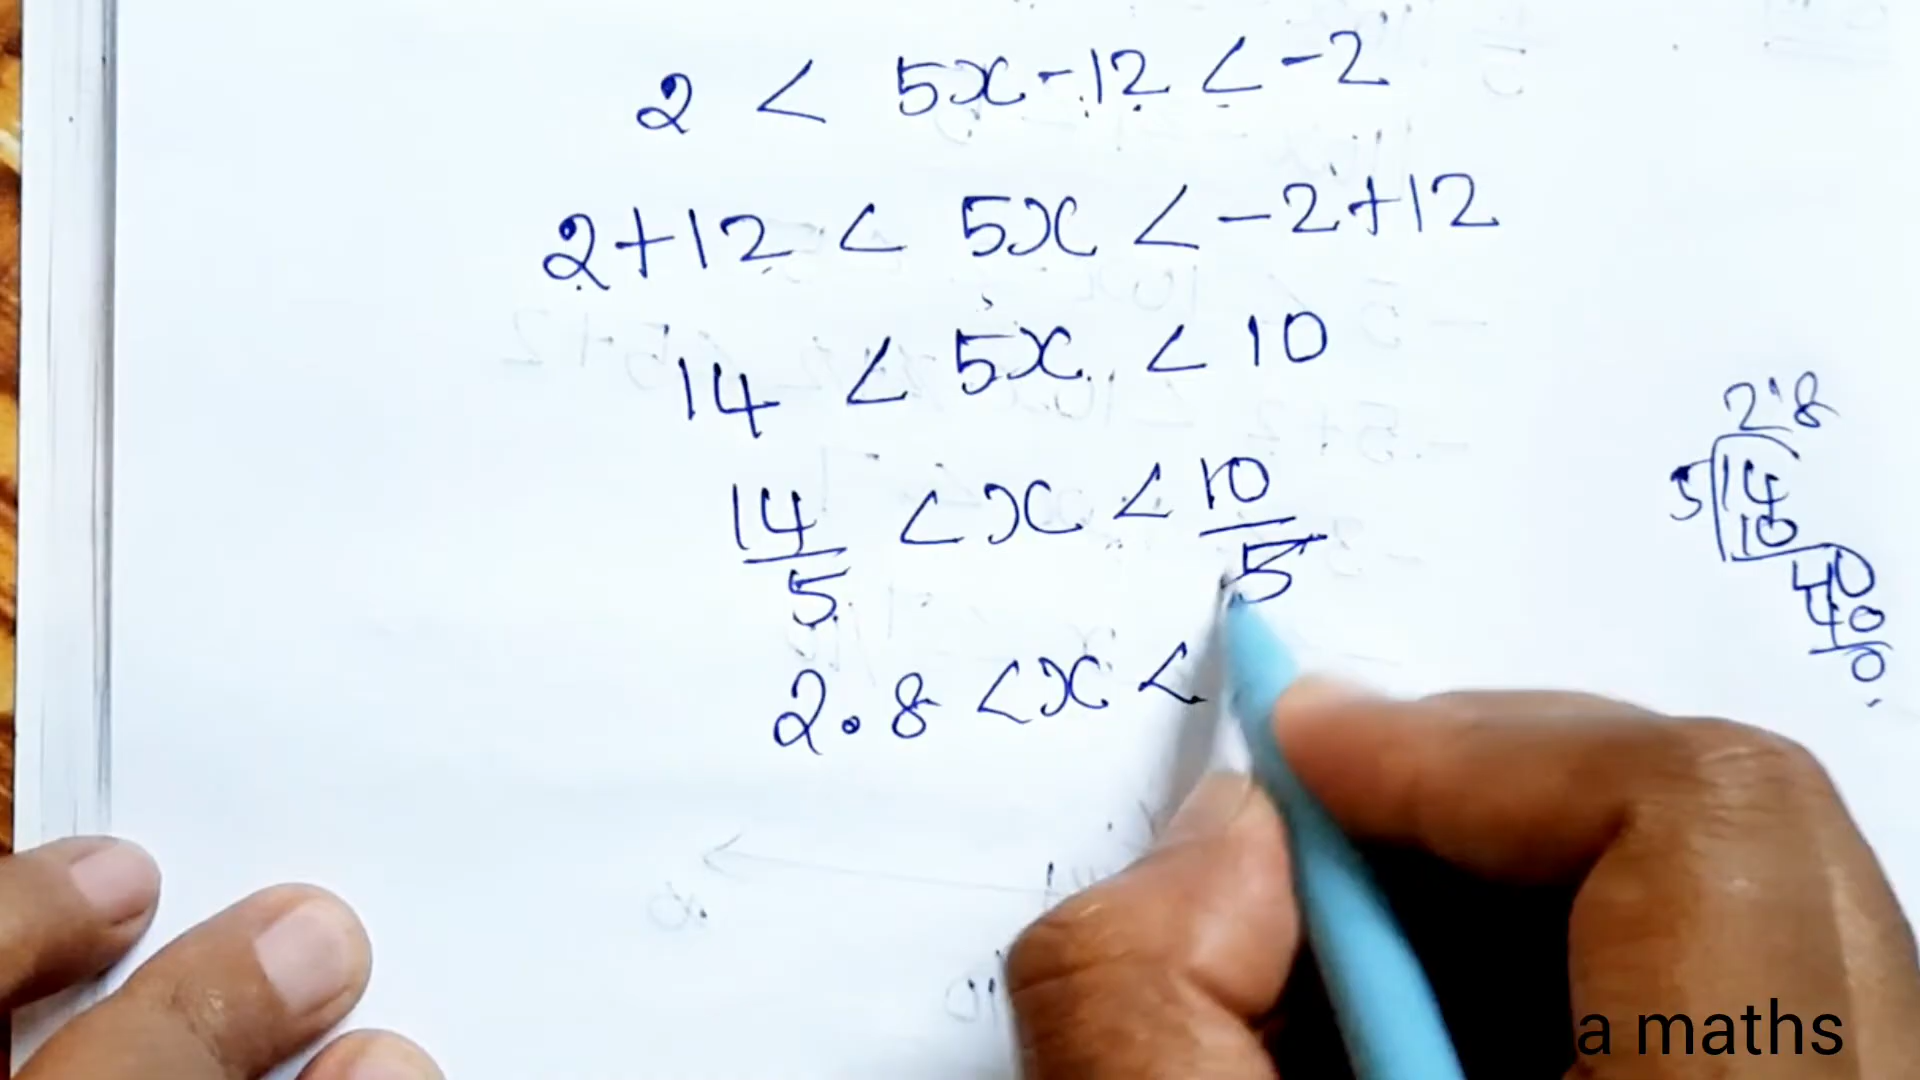 2 < 5x-12 < -2
2+12 < 5x < -2+12
14 < 5x < 10
14/5 < x < 10/5
2.8 < x <
2.8
5 14
10
40
40
0
a maths